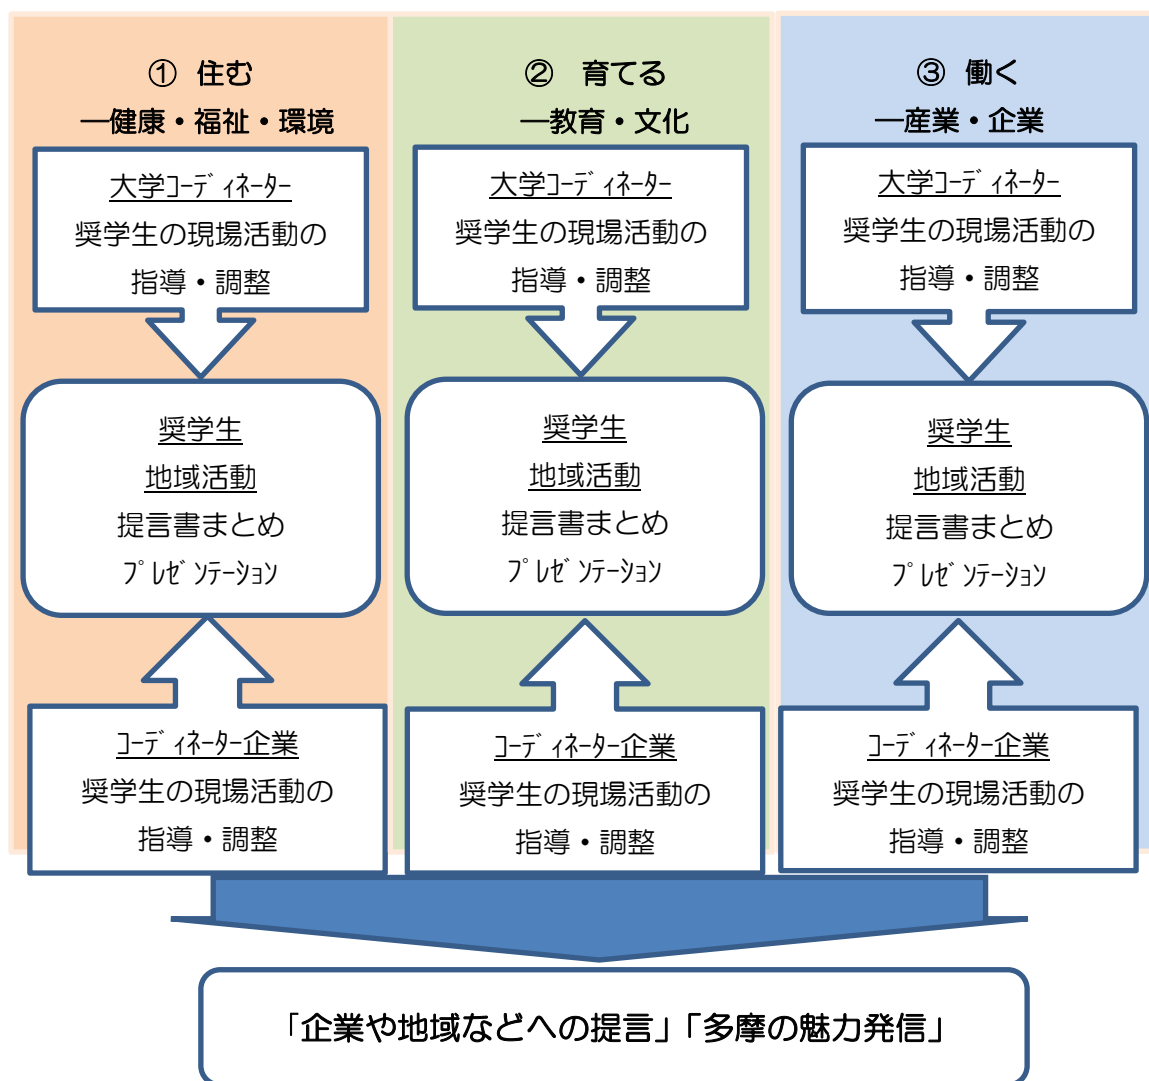 ① 住む
―健康・福祉・環境
大学ｺｰﾃﾞｨﾈｰﾀｰ
奨学生の現場活動の
指導・調整
奨学生
地域活動
提言書まとめ
ﾌﾟﾚｾﾞﾝﾃｰｼｮﾝ
ｺｰﾃﾞｨﾈｰﾀｰ企業
奨学生の現場活動の
指導・調整
② 育てる
―教育・文化
大学ｺｰﾃﾞｨﾈｰﾀｰ
奨学生の現場活動の
指導・調整
奨学生
地域活動
提言書まとめ
ﾌﾟﾚｾﾞﾝﾃｰｼｮﾝ
ｺｰﾃﾞｨﾈｰﾀｰ企業
奨学生の現場活動の
指導・調整
③ 働く
―産業・企業
大学ｺｰﾃﾞｨﾈｰﾀｰ
奨学生の現場活動の
指導・調整
奨学生
地域活動
提言書まとめ
ﾌﾟﾚｾﾞﾝﾃｰｼｮﾝ
ｺｰﾃﾞｨﾈｰﾀｰ企業
奨学生の現場活動の
指導・調整
「企業や地域などへの提言」「多摩の魅力発信」